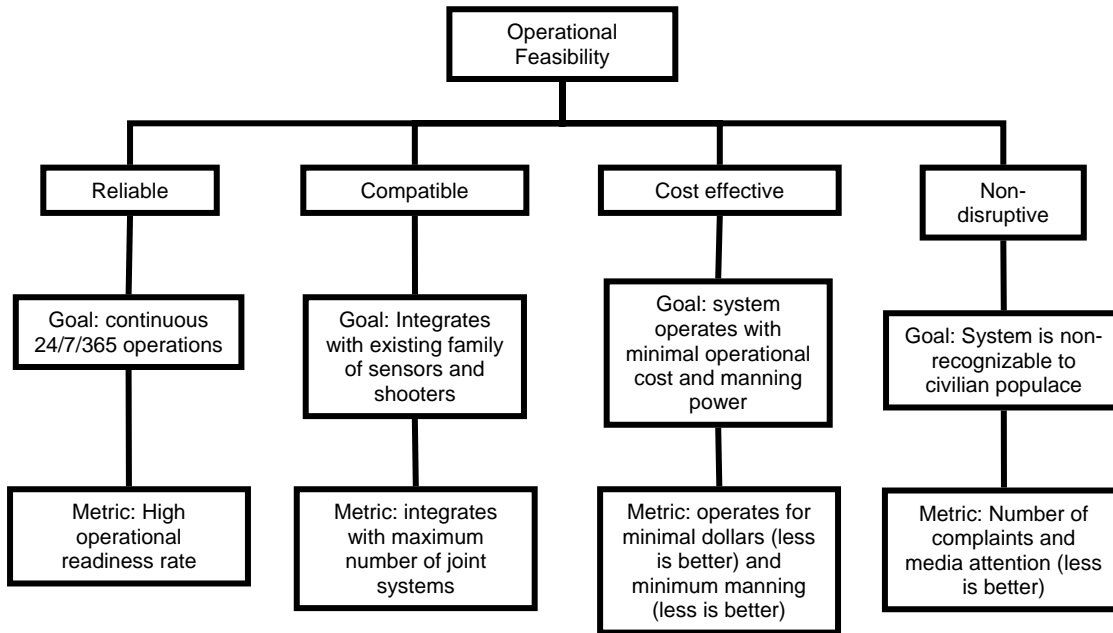 Operational
Feasibility
Reliable
Compatible
Cost effective
Non-
disruptive
Goal: continuous
24/7/365 operations
Goal: Integrates
with existing family
of sensors and
shooters
Goal: system
operates with
minimal operational
cost and manning
power
Goal: System is non-
recognizable to
civilian populace
Metric: High
operational
readiness rate
Metric: integrates
with maximum
number of joint
systems
Metric: operates for
minimal dollars (less
is better) and
minimum manning
(less is better)
Metric: Number of
complaints and
media attention (less
is better)